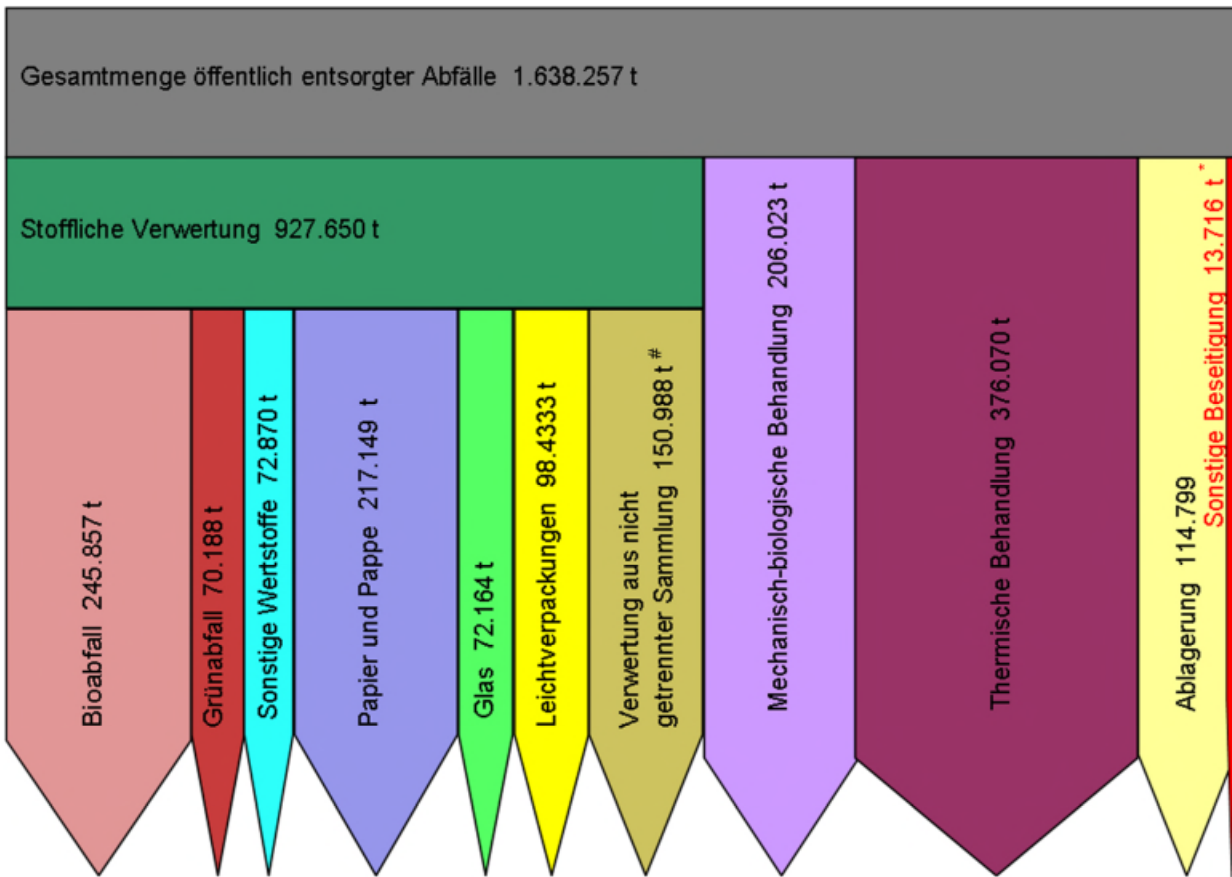 Gesamtmenge öffentlich entsorgter Abfälle 1.638.257 t
Stoffliche Verwertung 927.650 t
Bioabfall 245.857 t
Grünabfall 70.188 t
Sonstige Wertstoffe 72.870 t
Papier und Pappe 217.149 t
Glas 72.164 t
Leichtverpackungen 98.4333 t
Verwertung aus nicht
getrennter Sammlung 150.988 t #
Mechanisch-biologische Behandlung 206.023 t
Thermische Behandlung 376.070 t
Ablagerung 114.799
Sonstige Beseitigung 13.716 t *